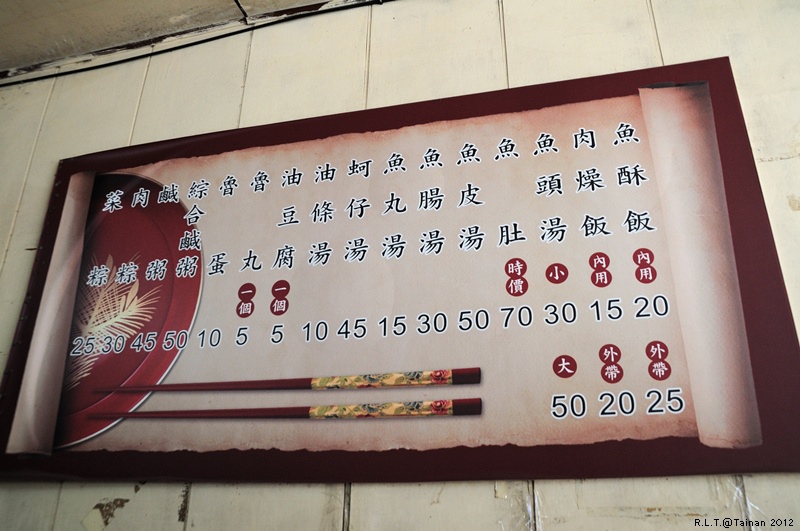 魚酥飯 內用 20 外帶 25
肉燥飯 內用 15 外帶 20
魚頭湯 小 30 大 50
魚肚 時價 70
魚皮湯 50
魚腸湯 30
魚丸湯 15
蚵仔湯 45
油條湯 10
油豆腐 一個 5
魯丸 一個 5
魯蛋 10
綜合鹹粥 50
鹹粥 45
肉粽 30
菜粽 25
R.L.T.@Tainan 2012